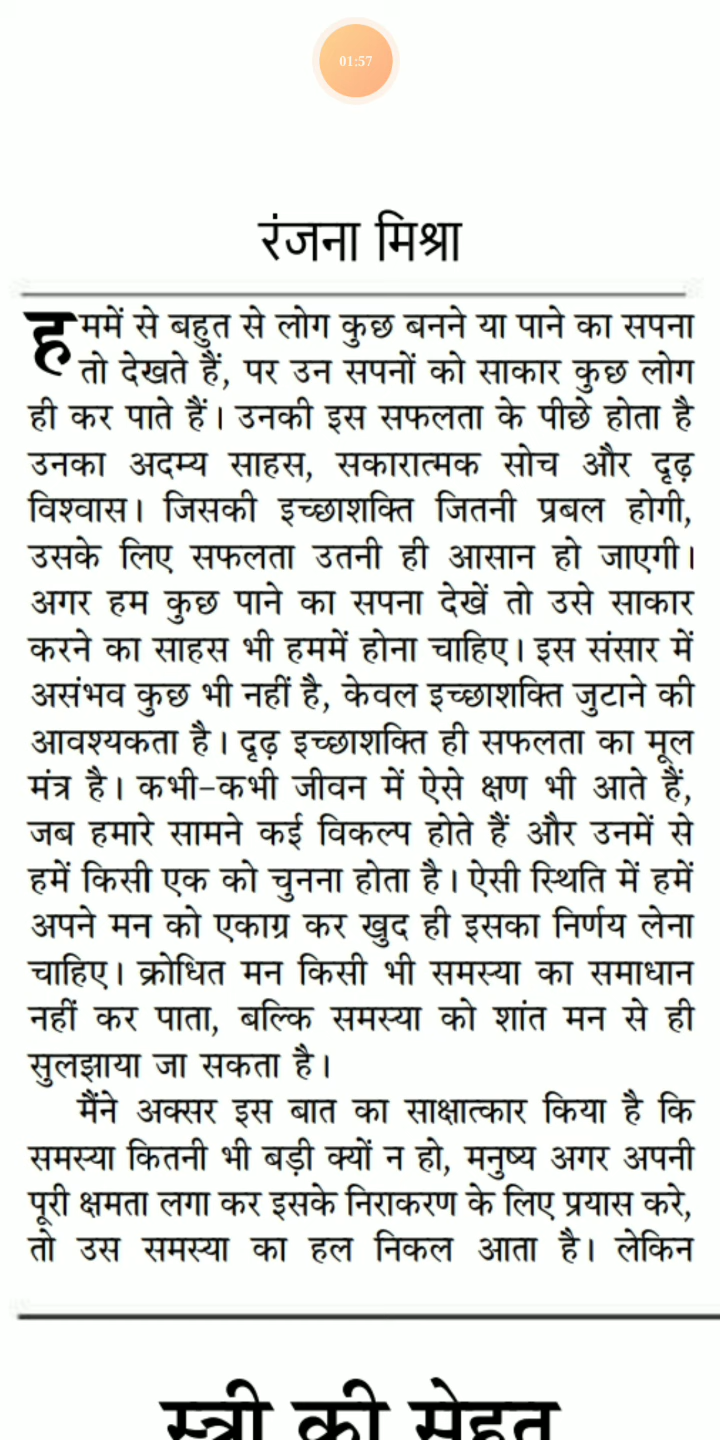 01:57
रंजना मिश्रा
हममें से बहुत से लोग कुछ बनने या पाने का सपना
तो देखते हैं, पर उन सपनों को साकार कुछ लोग
ही कर पाते हैं। उनकी इस सफलता के पीछे होता है
उनका अदम्य साहस, सकारात्मक सोच और दृढ़
विश्वास। जिसकी इच्छाशक्ति जितनी प्रबल होगी,
उसके लिए सफलता उतनी ही आसान हो जाएगी।
अगर हम कुछ पाने का सपना देखें तो उसे साकार
करने का साहस भी हममें होना चाहिए। इस संसार में
असंभव कुछ भी नहीं है, केवल इच्छाशक्ति जुटाने की
आवश्यकता है। दृढ़ इच्छाशक्ति ही सफलता का मूल
मंत्र है। कभी-कभी जीवन में ऐसे क्षण भी आते हैं,
जब हमारे सामने कई विकल्प होते हैं और उनमें से
हमें किसी एक को चुनना होता है। ऐसी स्थिति में हमें
अपने मन को एकाग्र कर खुद ही इसका निर्णय लेना
चाहिए। क्रोधित मन किसी भी समस्या का समाधान
नहीं कर पाता, बल्कि समस्या को शांत मन से ही
सुलझाया जा सकता है।
मैंने अक्सर इस बात का साक्षात्कार किया है कि
समस्या कितनी भी बड़ी क्यों न हो, मनुष्य अगर अपनी
पूरी क्षमता लगा कर इसके निराकरण के लिए प्रयास करे,
तो उस समस्या का हल निकल आता है। लेकिन
स्त्री की सेहत